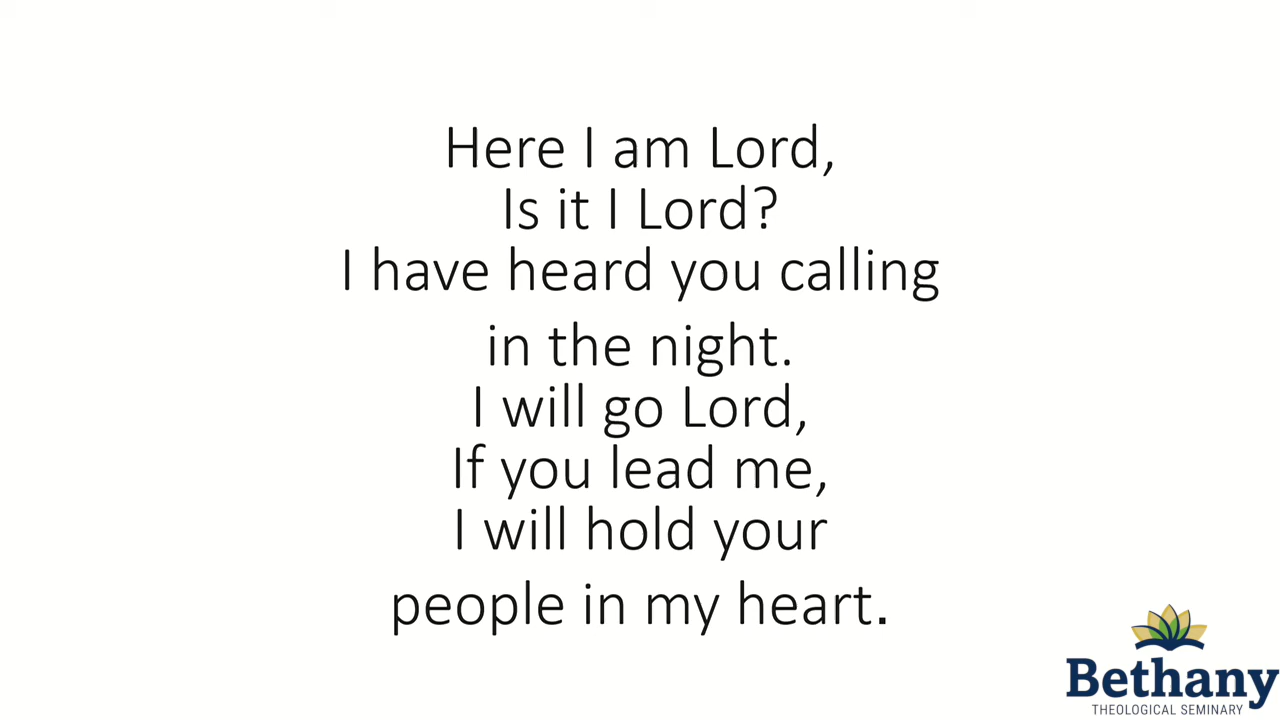 Here I am Lord,
Is it I Lord?
I have heard you calling
in the night.
I will go Lord,
If you lead me,
I will hold your
people in my heart.
Bethany
THEOLOGICAL SEMINARY